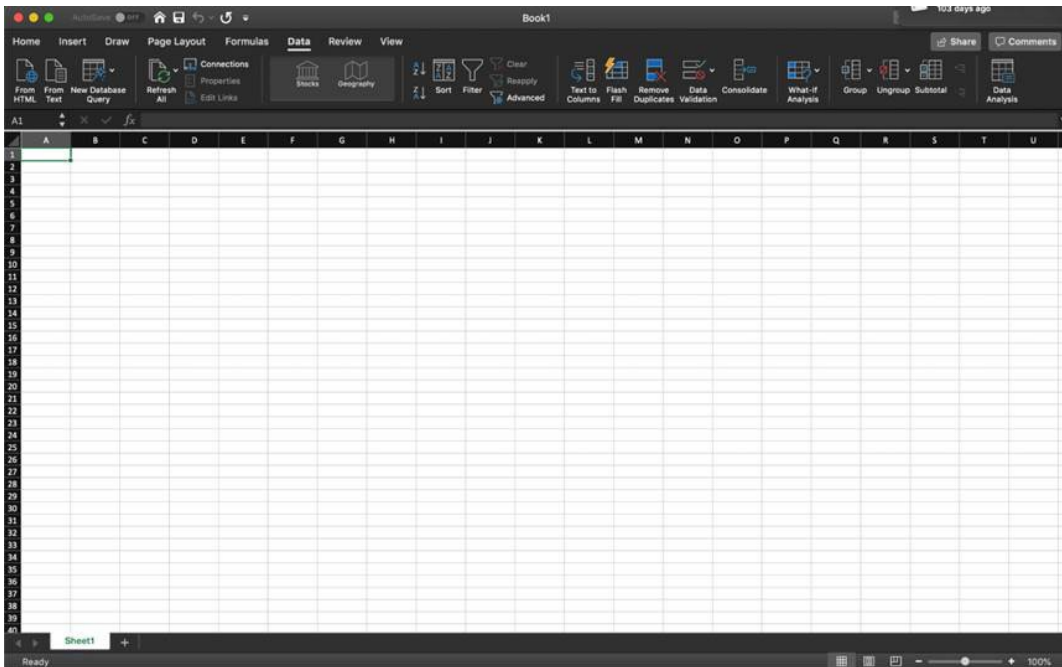 AutoSave OFF
Book1
103 days ago
Home Insert Draw Page Layout Formulas Data Review View
Share Comments
From HTML
From Text
New Database Query
Refresh All
Connections
Properties
Edit Links
Stocks
Geography
Sort
Filter
Clear
Reapply
Advanced
Text to Columns
Flash Fill
Remove Duplicates
Data Validation
Consolidate
What-If Analysis
Group
Ungroup
Subtotal
Data Analysis
A1 fx
A B C D E F G H I J K L M N O P Q R S T U
1
2
3
4
5
6
7
8
9
10
11
12
13
14
15
16
17
18
19
20
21
22
23
24
25
26
27
28
29
30
31
32
33
34
35
36
37
38
39
40
Sheet1 +
Ready
100%